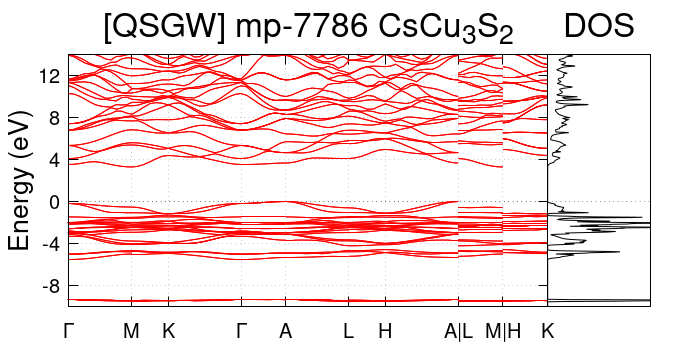 [QSGW] mp-7786 CsCu₃S₂ DOS
Energy (eV)
12
8
4
0
-4
-8
Γ M K Γ A L H A|L M|H K